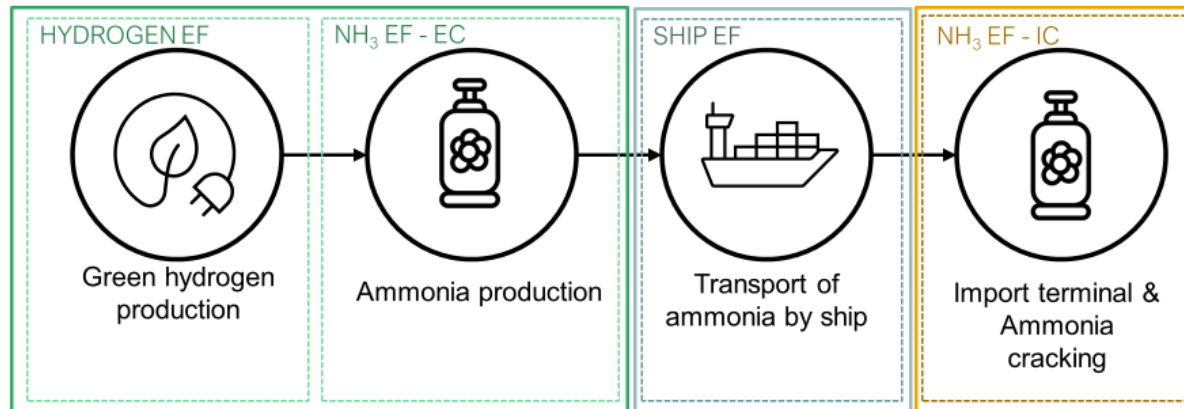 HYDROGEN EF
NH₃ EF - EC
SHIP EF
NH₃ EF - IC
Green hydrogen
production
Ammonia production
Transport of
ammonia by ship
Import terminal &
Ammonia
cracking